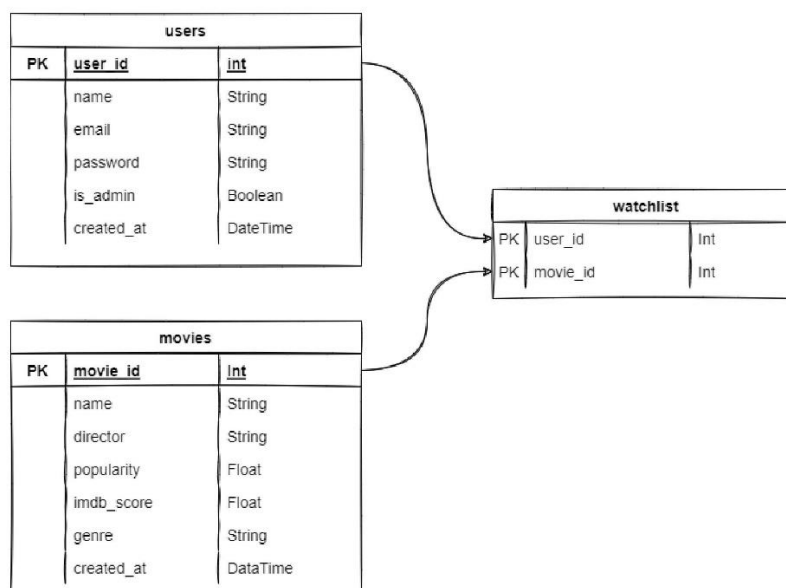 users
PK user_id int
name String
email String
password String
is_admin Boolean
created_at DateTime
watchlist
PK user_id Int
PK movie_id Int
movies
PK movie_id Int
name String
director String
popularity Float
imdb_score Float
genre String
created_at DataTime